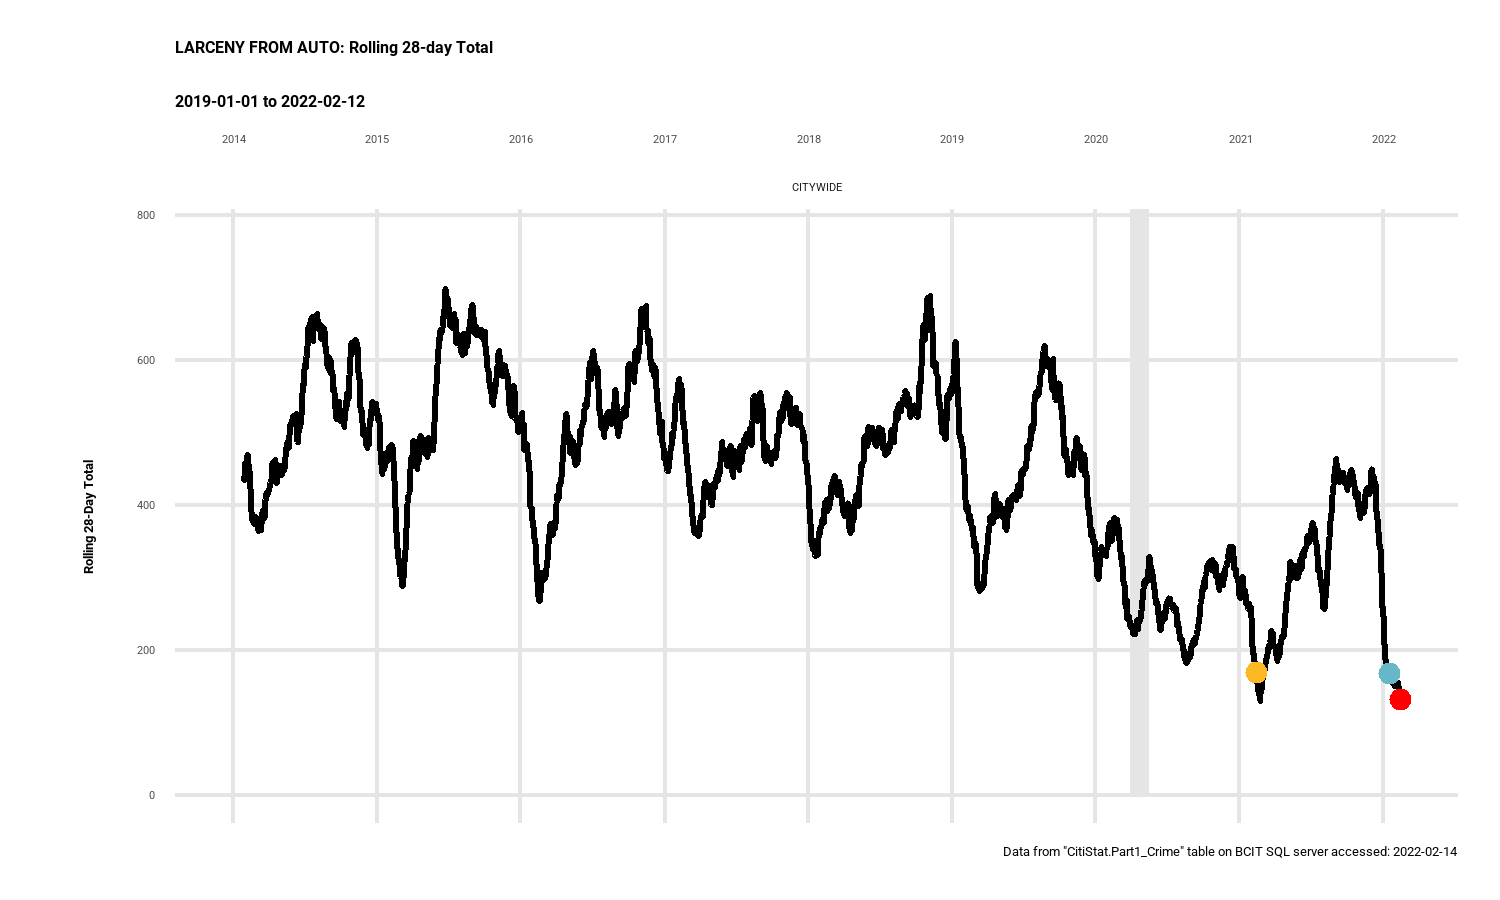 LARCENY FROM AUTO: Rolling 28-day Total
2019-01-01 to 2022-02-12
2014 2015 2016 2017 2018 2019 2020 2021 2022
CITYWIDE
800
600
400
200
0
Rolling 28-Day Total
Data from "CitiStat.Part1_Crime" table on BCIT SQL server accessed: 2022-02-14